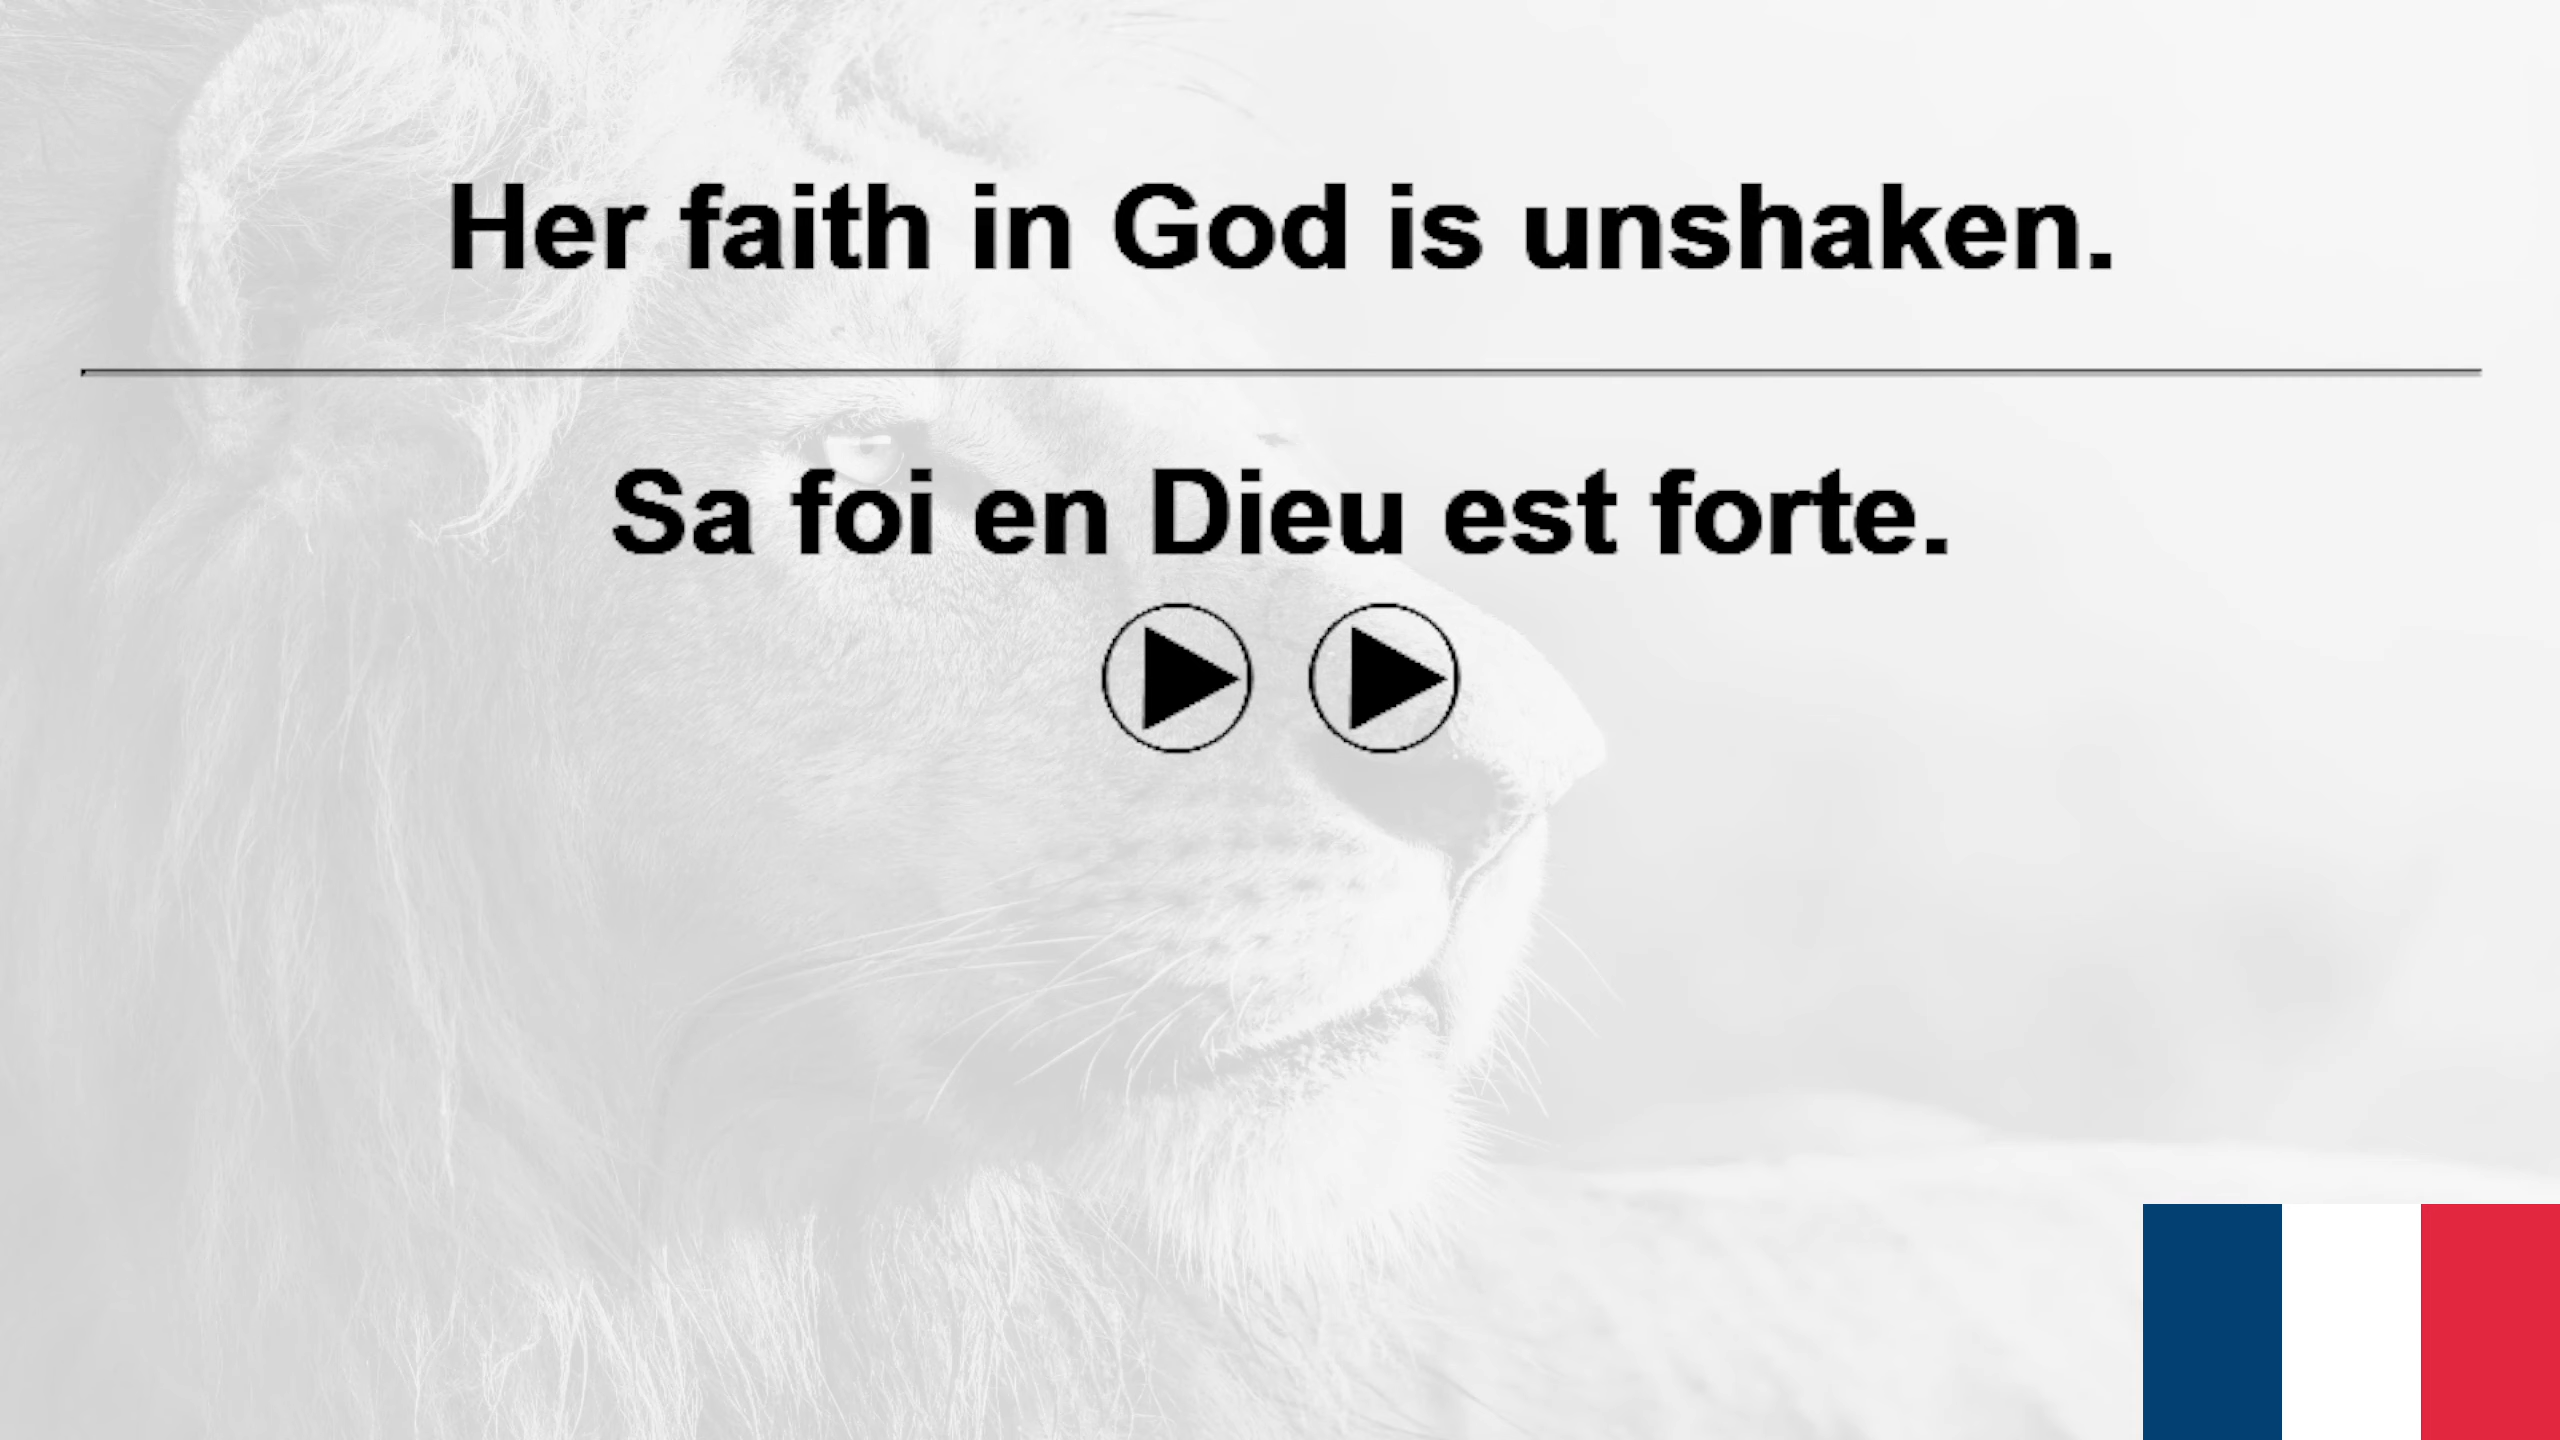 Her faith in God is unshaken.
Sa foi en Dieu est forte.